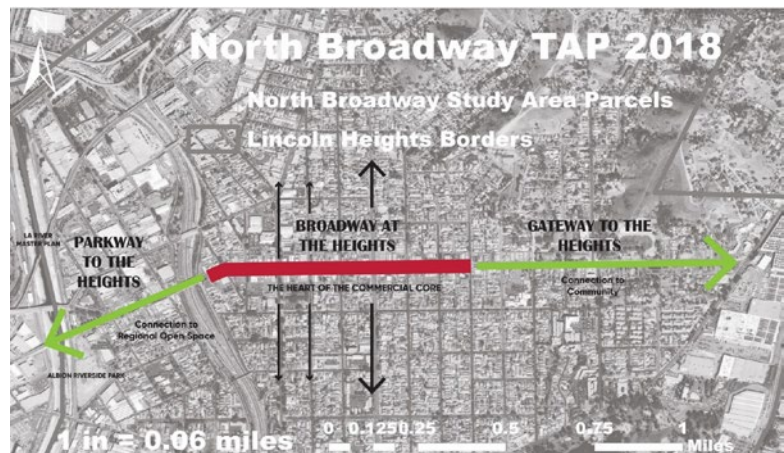 North Broadway TAP 2018
North Broadway Study Area Parcels
Lincoln Heights Borders
LA RIVER
MASTER PLAN
PARKWAY
TO THE
HEIGHTS
BROADWAY AT
THE HEIGHTS
GATEWAY TO THE
HEIGHTS
THE HEART OF THE COMMERCIAL CORE
Connection to
Community
Connection to
Regional Open Space
ALBION RIVERSIDE PARK
1 in = 0.06 miles
0 0.125 0.25 0.5 0.75 1
Miles